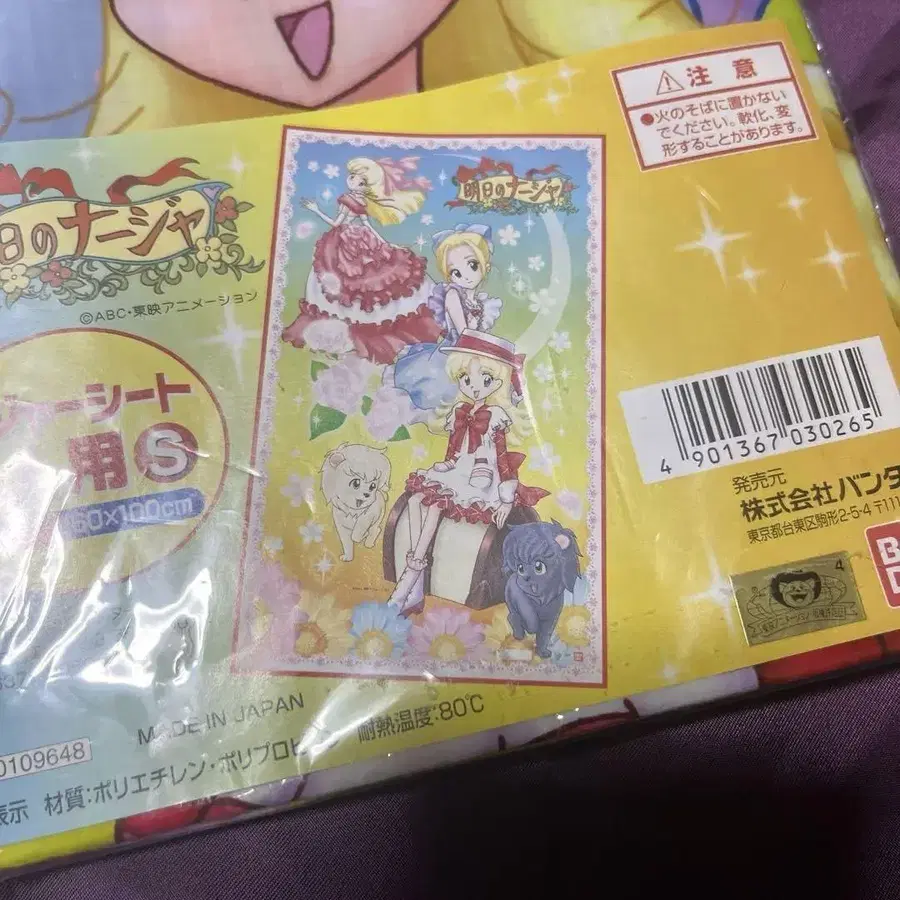 注意
●火のそばに置かない
でください。軟化、変
形することがあります。
日のナージャ
©ABC・東映アニメーション
明日のナージャ
ャーシート
用S
60×100cm
4 901367 030265
発売元
株式会社バンダ
東京都台東区駒形2-5-4 〒111
4
MADE IN JAPAN
耐熱温度:80℃
0109648
表示 材質:ポリエチレン・ポリプロピ